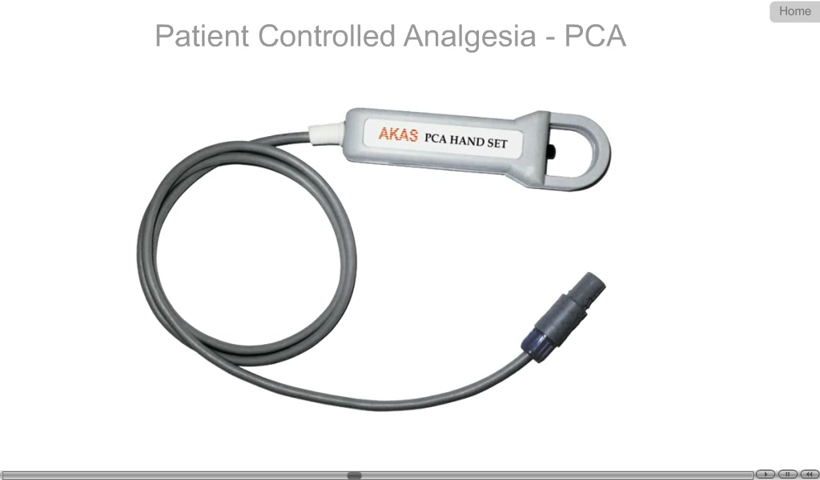 Home
Patient Controlled Analgesia - PCA
AKAS PCA HAND SET